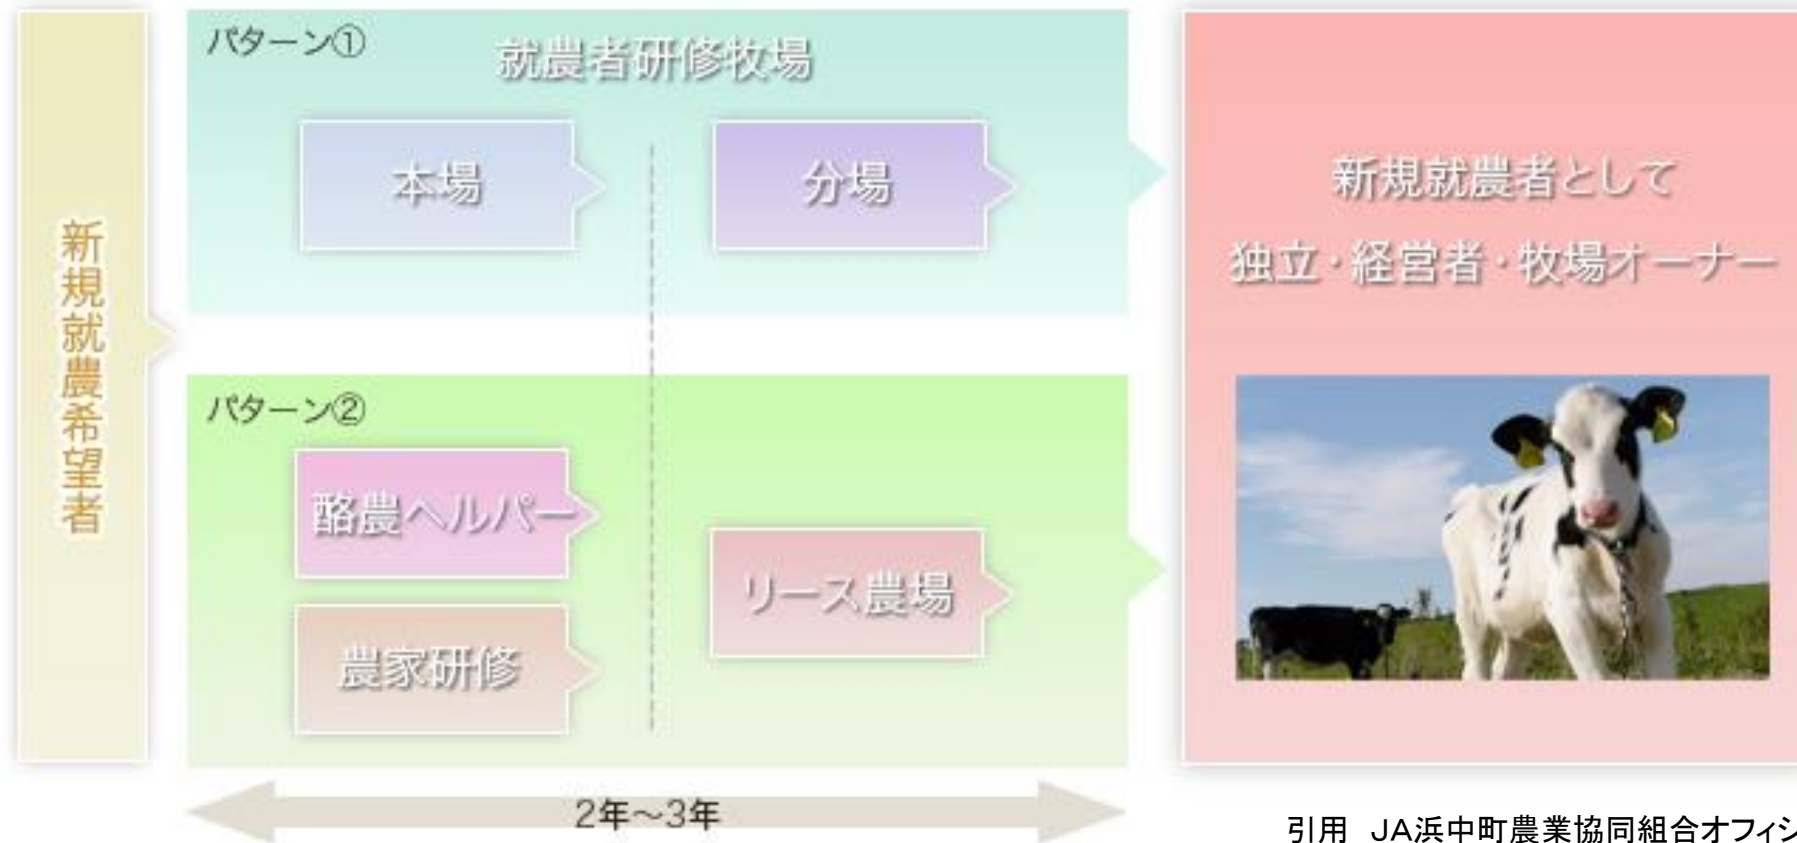 新規就農希望者
パターン①
就農者研修牧場
本場
分場
パターン②
酪農ヘルパー
農家研修
リース農場
2年～3年
新規就農者として
独立・経営者・牧場オーナー
引用　JA浜中町農業協同組合オフィシ